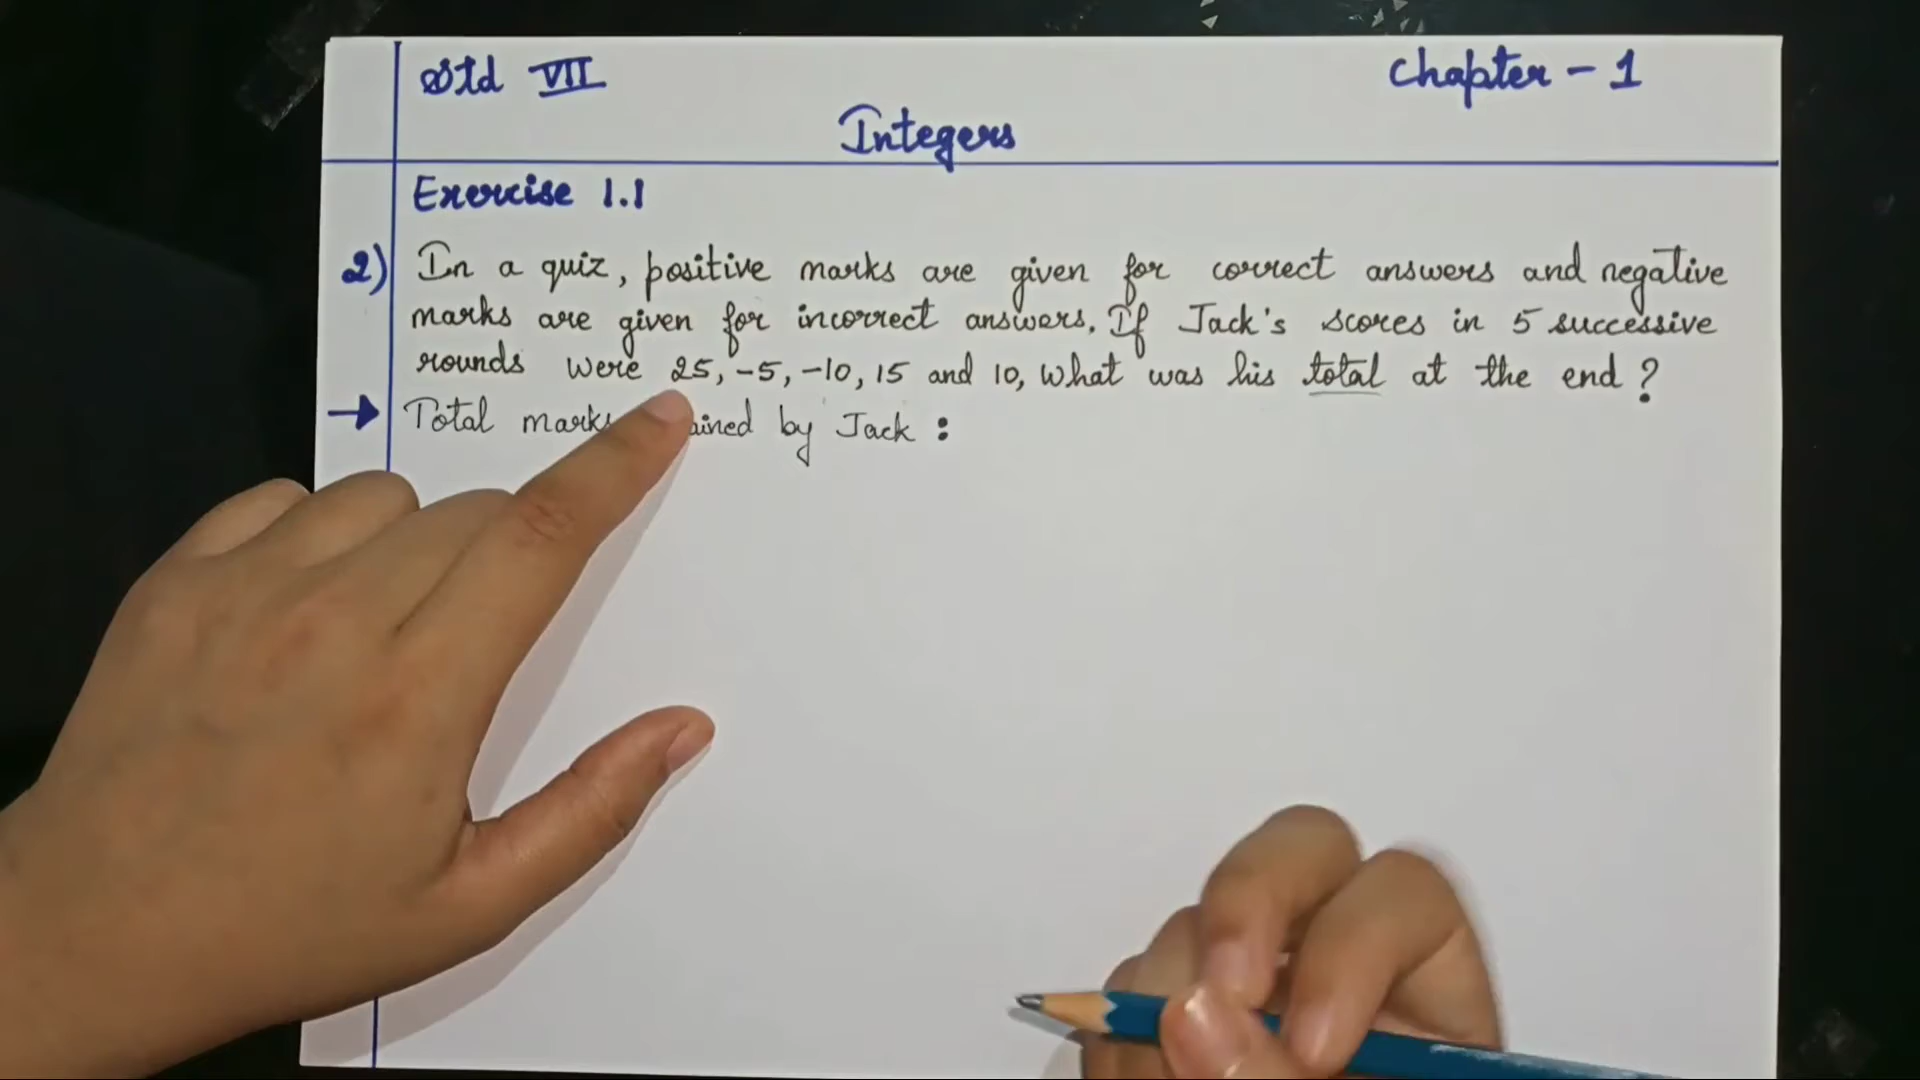 Std VII
Chapter - 1
Integers
Exercise 1.1
2) In a quiz, positive marks are given for correct answers and negative
marks are given for incorrect answers. If Jack's scores in 5 successive
rounds were 25, -5, -10, 15 and 10, what was his total at the end?
→ Total marks by Jack :